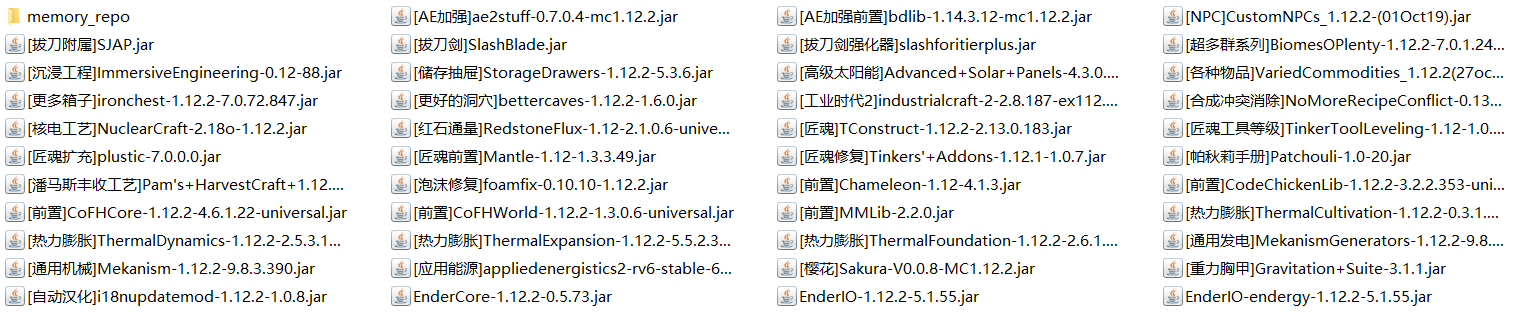 memory_repo
[AE加强]ae2stuff-0.7.0.4-mc1.12.2.jar
[AE加强前置]bdlib-1.14.3.12-mc1.12.2.jar
[NPC]CustomNPCs_1.12.2-(01Oct19).jar
[拔刀附属]SJAP.jar
[拔刀剑]SlashBlade.jar
[拔刀剑强化器]slashforitierplus.jar
[超多群系列]BiomesOPlenty-1.12.2-7.0.1.24...
[沉浸工程]ImmersiveEngineering-0.12-88.jar
[储存抽屉]StorageDrawers-1.12.2-5.3.6.jar
[高级太阳能]Advanced+Solar+Panels-4.3.0....
[各种物品]VariedCommodities_1.12.2(27oc...
[更多箱子]ironchest-1.12.2-7.0.72.847.jar
[更好的洞穴]bettercaves-1.12.2-1.6.0.jar
[工业时代2]industrialcraft-2-2.8.187-ex112....
[合成冲突消除]NoMoreRecipeConflict-0.13...
[核电工艺]NuclearCraft-2.18o-1.12.2.jar
[红石通量]RedstoneFlux-1.12-2.1.0.6-unive...
[匠魂]TConstruct-1.12.2-2.13.0.183.jar
[匠魂工具等级]TinkerToolLeveling-1.12-1.0....
[匠魂扩充]plustic-7.0.0.0.jar
[匠魂前置]Mantle-1.12-1.3.3.49.jar
[匠魂修复]Tinkers'+Addons-1.12.1-1.0.7.jar
[帕秋莉手册]Patchouli-1.0-20.jar
[潘马斯丰收工艺]Pam's+HarvestCraft+1.12....
[泡沫修复]foamfix-0.10.10-1.12.2.jar
[前置]Chameleon-1.12-4.1.3.jar
[前置]CodeChickenLib-1.12.2-3.2.2.353-uni...
[前置]CoFHCore-1.12.2-4.6.1.22-universal.jar
[前置]CoFHWorld-1.12.2-1.3.0.6-universal.jar
[前置]MMLib-2.2.0.jar
[热力膨胀]ThermalCultivation-1.12.2-0.3.1....
[热力膨胀]ThermalDynamics-1.12.2-2.5.3.1...
[热力膨胀]ThermalExpansion-1.12.2-5.5.2.3...
[热力膨胀]ThermalFoundation-1.12.2-2.6.1....
[通用发电]MekanismGenerators-1.12.2-9.8....
[通用机械]Mekanism-1.12.2-9.8.3.390.jar
[应用能源]appliedenergistics2-rv6-stable-6...
[樱花]Sakura-V0.0.8-MC1.12.2.jar
[重力胸甲]Gravitation+Suite-3.1.1.jar
[自动汉化]i18nupdatemod-1.12.2-1.0.8.jar
EnderCore-1.12.2-0.5.73.jar
EnderIO-1.12.2-5.1.55.jar
EnderIO-endergy-1.12.2-5.1.55.jar